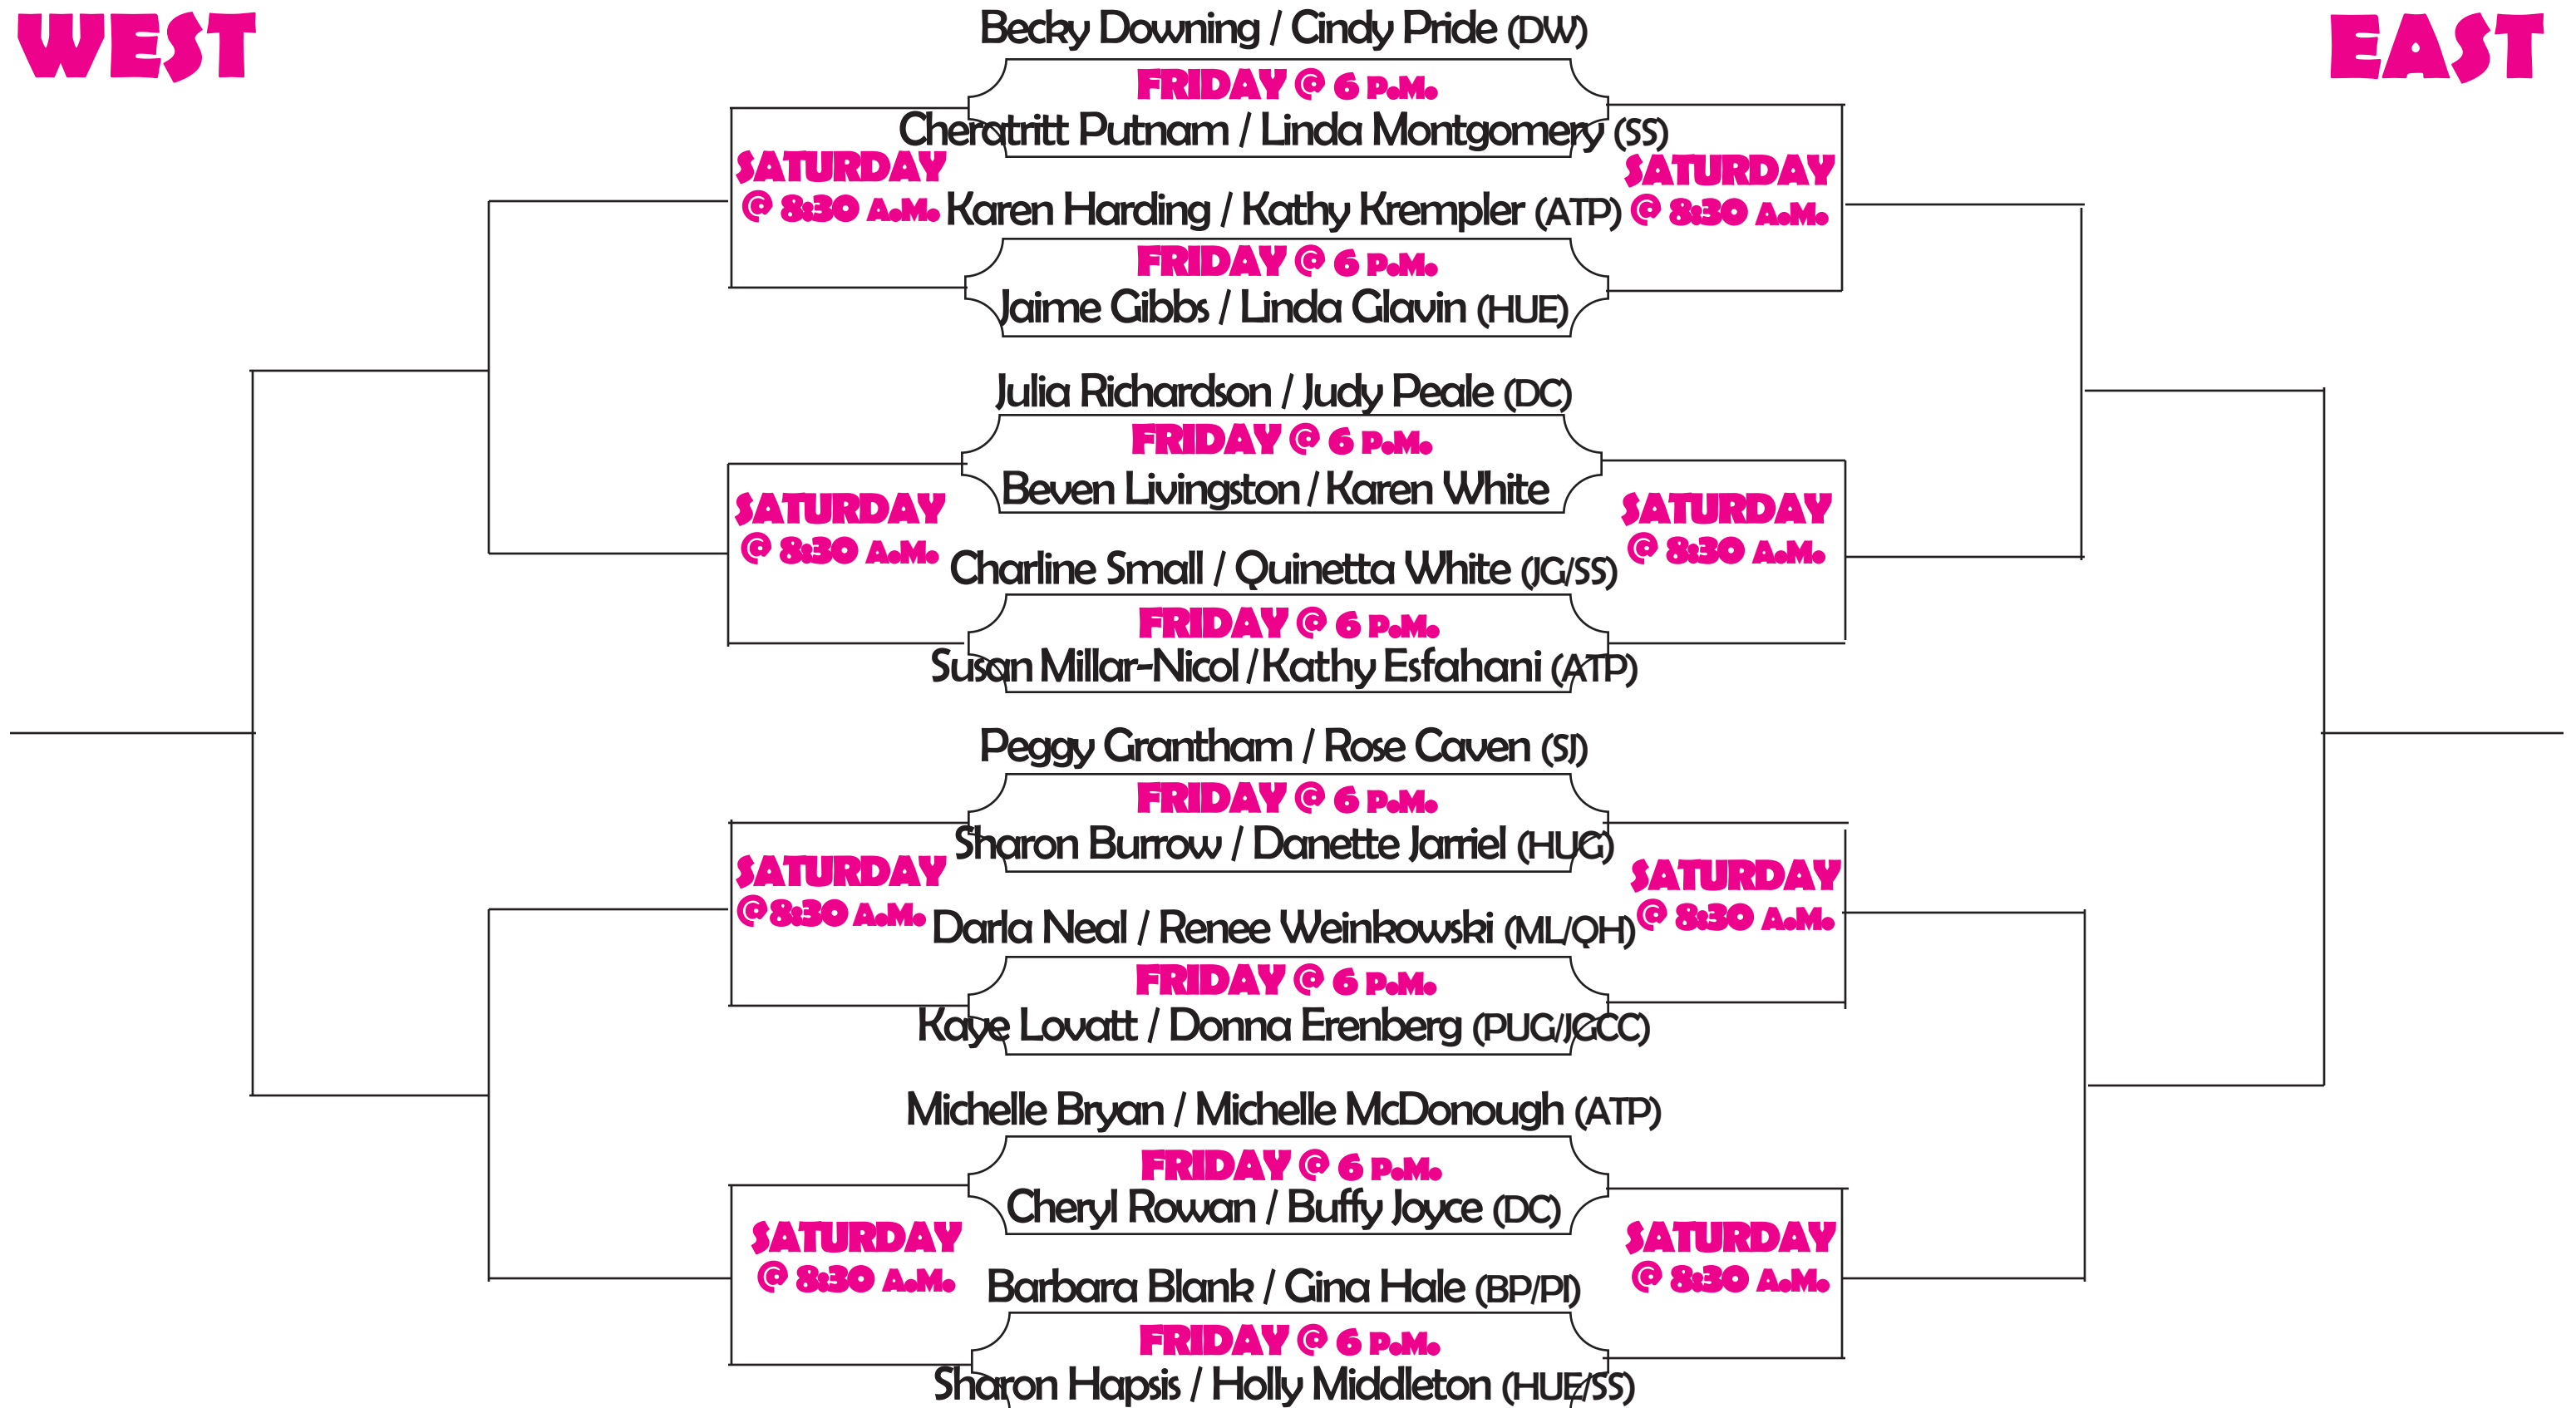 WEST
EAST
Becky Downing / Cindy Pride (DW)
FRIDAY @ 6 P.M.
Cheratritt Putnam / Linda Montgomery (SS)
SATURDAY
@ 8:30 A.M.
SATURDAY
@ 8:30 A.M.
Karen Harding / Kathy Krempler (ATP)
FRIDAY @ 6 P.M.
Jaime Gibbs / Linda Glavin (HUE)
Julia Richardson / Judy Peale (DC)
FRIDAY @ 6 P.M.
Beven Livingston / Karen White
SATURDAY
@ 8:30 A.M.
SATURDAY
@ 8:30 A.M.
Charline Small / Quinetta White (JG/SS)
FRIDAY @ 6 P.M.
Susan Millar-Nicol / Kathy Esfahani (ATP)
Peggy Grantham / Rose Caven (SJ)
FRIDAY @ 6 P.M.
Sharon Burrow / Danette Jarriel (HUG)
SATURDAY
@ 8:30 A.M.
SATURDAY
@ 8:30 A.M.
Darla Neal / Renee Weinkowski (ML/QH)
FRIDAY @ 6 P.M.
Kaye Lovatt / Donna Erenberg (PUG/JGCC)
Michelle Bryan / Michelle McDonough (ATP)
FRIDAY @ 6 P.M.
Cheryl Rowan / Buffy Joyce (DC)
SATURDAY
@ 8:30 A.M.
SATURDAY
@ 8:30 A.M.
Barbara Blank / Gina Hale (BP/PI)
FRIDAY @ 6 P.M.
Sharon Hapsis / Holly Middleton (HUE/SS)